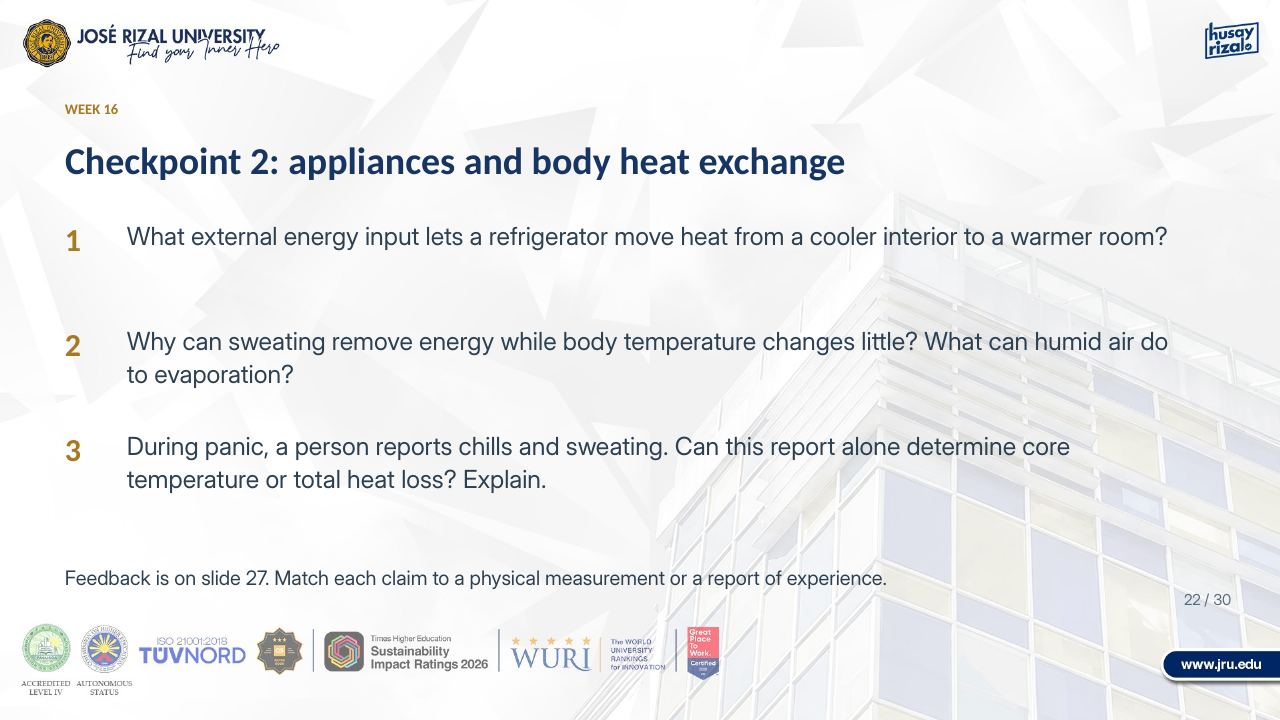 JOSÉ RIZAL UNIVERSITY
Find your Inner Hero
husay
rizal
WEEK 16
Checkpoint 2: appliances and body heat exchange
1
What external energy input lets a refrigerator move heat from a cooler interior to a warmer room?
2
Why can sweating remove energy while body temperature changes little? What can humid air do
to evaporation?
3
During panic, a person reports chills and sweating. Can this report alone determine core
temperature or total heat loss? Explain.
Feedback is on slide 27. Match each claim to a physical measurement or a report of experience.
22 / 30
ACCREDITED
LEVEL IV
AUTONOMOUS
STATUS
ISO 21001:2018
TÜVNORD
Times Higher Education
Sustainability
Impact Ratings 2026
WURI
The WORLD
UNIVERSITY
RANKINGS
for INNOVATION
Great
Place
To
Work.
Certified
www.jru.edu